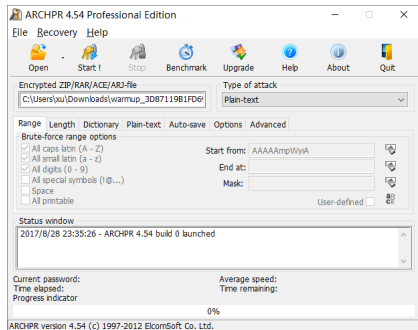 ARCHPR 4.54 Professional Edition
File Recovery Help
Open Start ! Stop Benchmark Upgrade Help About Quit
Encrypted ZIP/RAR/ACE/ARJ-file
C:\Users\xu\Downloads\warmup_3D87119B1FD6
Type of attack
Plain-text
Range Length Dictionary Plain-text Auto-save Options Advanced
Brute-force range options
All caps latin (A - Z)
All small latin (a - z)
All digits (0 - 9)
All special symbols (!@...)
Space
All printable
Start from: AAAAAmpWyiA
End at:
Mask:
User-defined
Status window
2017/8/28 23:35:26 - ARCHPR 4.54 build 0 launched
Current password:
Average speed:
Time elapsed:
Time remaining:
Progress indicator
0%
ARCHPR version 4.54 (c) 1997-2012 ElcomSoft Co. Ltd.